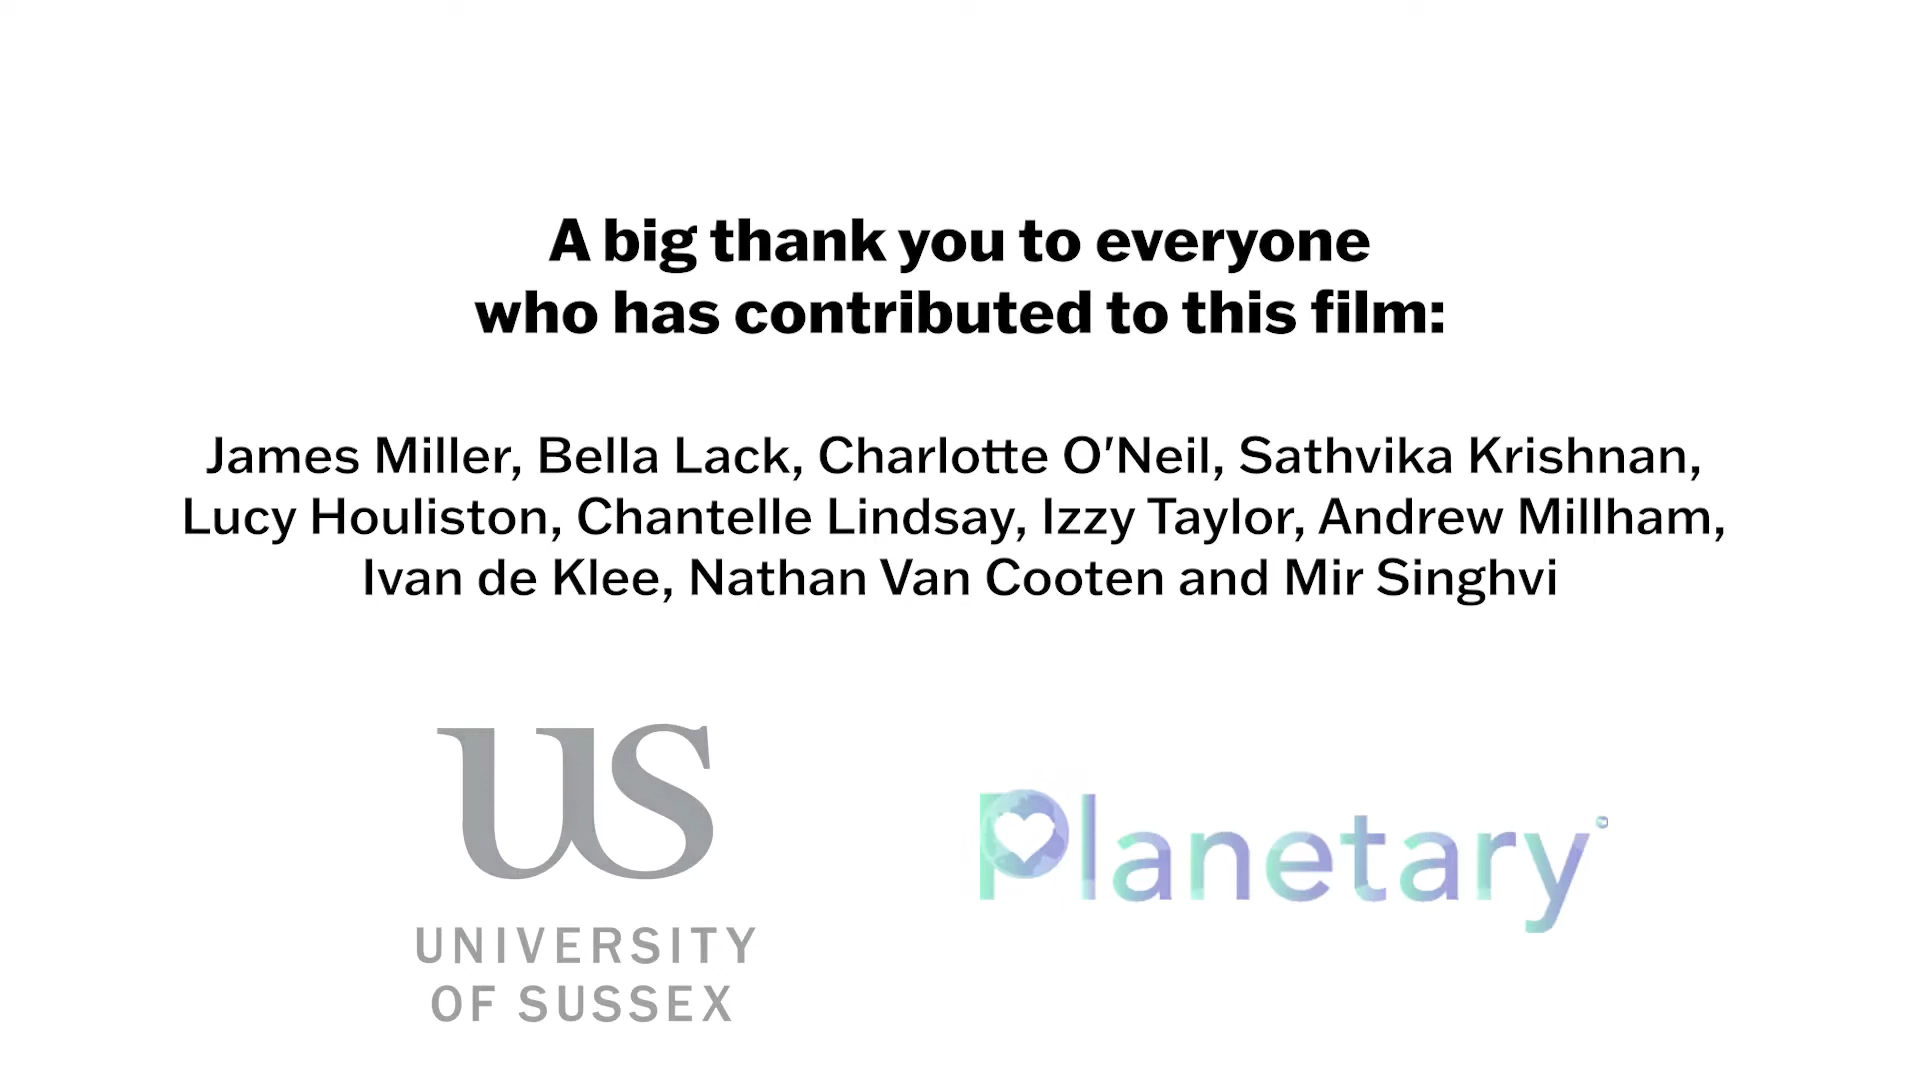 A big thank you to everyone
who has contributed to this film:
James Miller, Bella Lack, Charlotte O'Neil, Sathvika Krishnan,
Lucy Houliston, Chantelle Lindsay, Izzy Taylor, Andrew Millham,
Ivan de Klee, Nathan Van Cooten and Mir Singhvi
us
UNIVERSITY
OF SUSSEX
Planetary